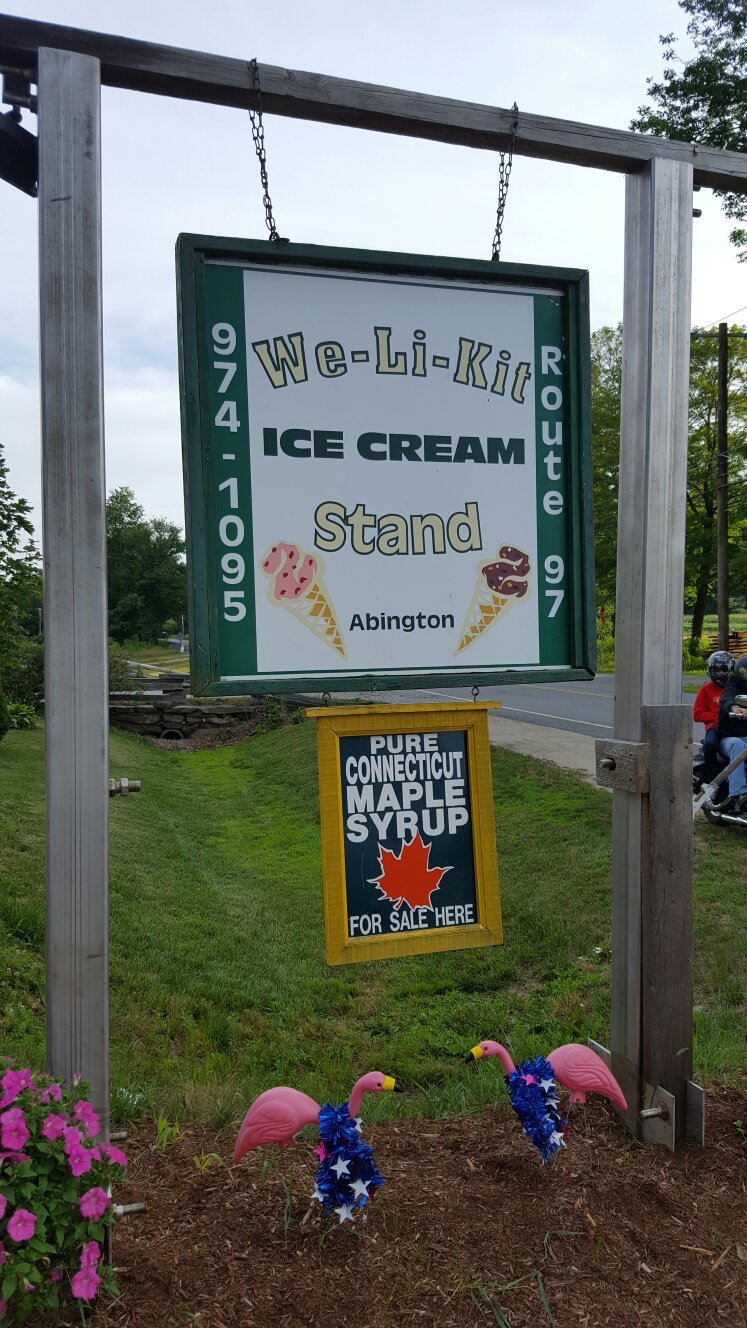 We-Li-Kit
ICE CREAM
Stand
Abington
974-1095
Route 97
PURE
CONNECTICUT
MAPLE
SYRUP
FOR SALE HERE